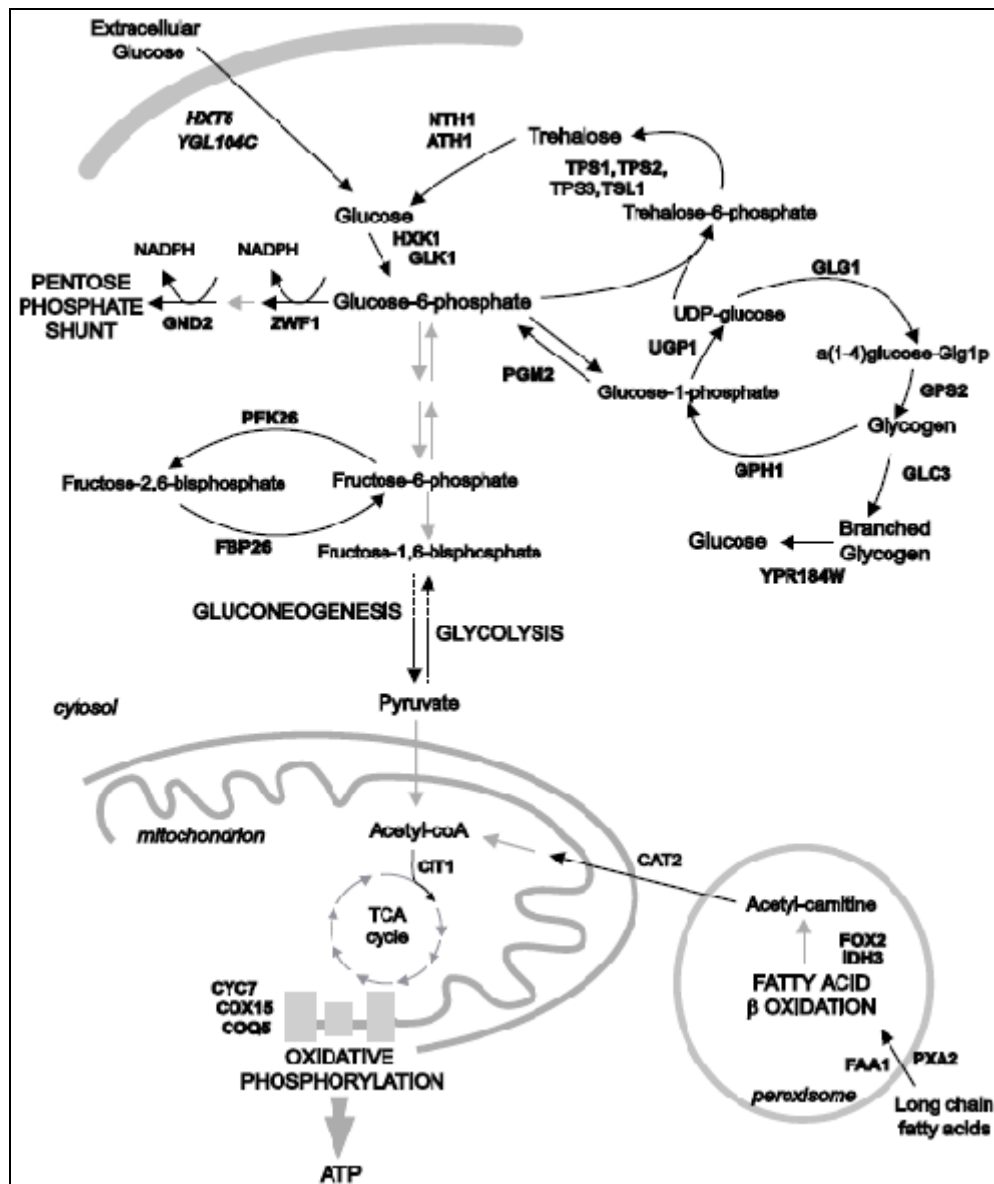 Extracellular
Glucose
HXT5
YGL104C
NTH1
ATH1
Trehalose
TPS1, TPS2,
TPS3, TSL1
Trehalose-6-phosphate
Glucose
HXK1
GLK1
NADPH
NADPH
PENTOSE
PHOSPHATE
SHUNT
GND2
ZWF1
Glucose-6-phosphate
GLG1
UDP-glucose
UGP1
a(1-4)glucose-Glg1p
PGM2
Glucose-1-phosphate
GPS2
Glycogen
GPH1
GLC3
PFK26
Fructose-2,6-bisphosphate
Fructose-6-phosphate
FBP26
Fructose-1,6-bisphosphate
Glucose
Branched
Glycogen
YPR184W
GLUCONEOGENESIS
GLYCOLYSIS
cytosol
Pyruvate
mitochondrion
Acetyl-coA
CIT1
CAT2
TCA
cycle
Acetyl-carnitine
FOX2
IDH3
FATTY ACID
β OXIDATION
CYC7
COX15
COQ5
OXIDATIVE
PHOSPHORYLATION
FAA1
PXA2
peroxisome
Long chain
fatty acids
ATP